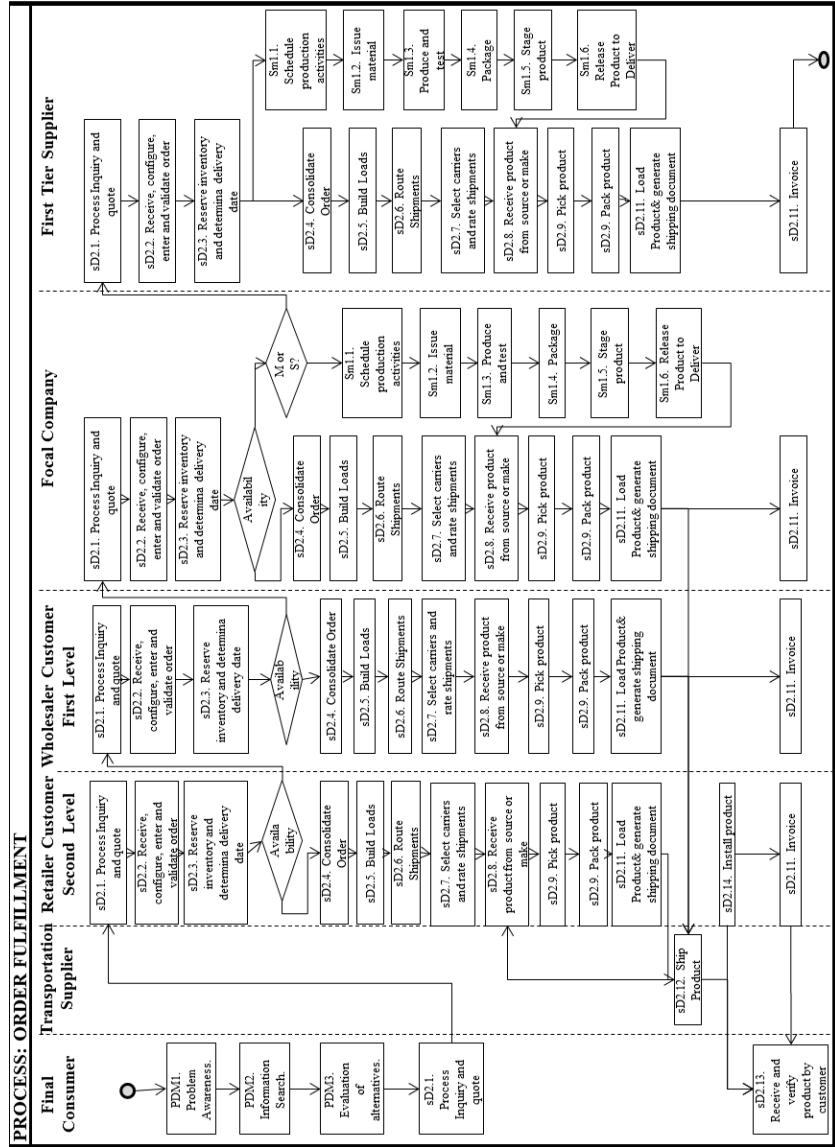 PROCESS: ORDER FULFILLMENT
Final
Consumer
PDM1.
Problem
Awareness.
PDM2.
Information
Search.
PDM3.
Evaluation
of
alternatives.
sD2.1.
Process
Inquiry and
quote
sD2.13.
Receive and
verify
product by
customer
Transportation
Supplier
sD2.12. Ship
Product
Retailer Customer
Second Level
sD2.1. Process Inquiry
and quote
sD2.2. Receive,
configure, enter and
validate order
sD2.3. Reserve
inventory and
determina delivery
date
Availa
bility
sD2.4. Consolidate
Order
sD2.5. Build Loads
sD2.6. Route
Shipments
sD2.7. Select carriers
and rate shipments
sD2.8. Receive
product from source or
make
sD2.9. Pick product
sD2.9. Pack product
sD2.11. Load
Product& generate
shipping document
sD2.14. Install product
sD2.11. Invoice
Wholesaler Customer
First Level
sD2.1. Process Inquiry
and quote
sD2.2. Receive,
configure, enter and
validate order
sD2.3. Reserve
inventory and determina
delivery date
Availab
ility
sD2.4. Consolidate Order
sD2.5. Build Loads
sD2.6. Route Shipments
sD2.7. Select carriers and
rate shipments
sD2.8. Receive product
from source or make
sD2.9. Pick product
sD2.9. Pack product
sD2.11. Load Product&
generate shipping
document
sD2.11. Invoice
Focal Company
sD2.1. Process Inquiry and
quote
sD2.2. Receive, configure,
enter and validate order
sD2.3. Reserve inventory
and determina delivery
date
Availabil
ity
M or
S?
sD2.4. Consolidate
Order
sD2.5. Build Loads
sD2.6. Route
Shipments
sD2.7. Select carriers
and rate shipments
sD2.8. Receive product
from source or make
sD2.9. Pick product
sD2.9. Pack product
sD2.11. Load
Product& generate
shipping document
sD2.11. Invoice
Sm1.1.
Schedule
production
activities
Sm1.2. Issue
material
Sm1.3. Produce
and test
Sm1.4. Package
Sm1.5. Stage
product
Sm1.6. Release
Product to
Deliver
First Tier Supplier
sD2.1. Process Inquiry and
quote
sD2.2. Receive, configure,
enter and validate order
sD2.3. Reserve inventory
and determina delivery
date
sD2.4. Consolidate
Order
sD2.5. Build Loads
sD2.6. Route
Shipments
sD2.7. Select carriers
and rate shipments
sD2.8. Receive product
from source or make
sD2.9. Pick product
sD2.9. Pack product
sD2.11. Load
Product& generate
shipping document
sD2.11. Invoice
Sm1.1.
Schedule
production
activities
Sm1.2. Issue
material
Sm1.3.
Produce and
test
Sm1.4.
Package
Sm1.5. Stage
product
Sm1.6.
Release
Product to
Deliver